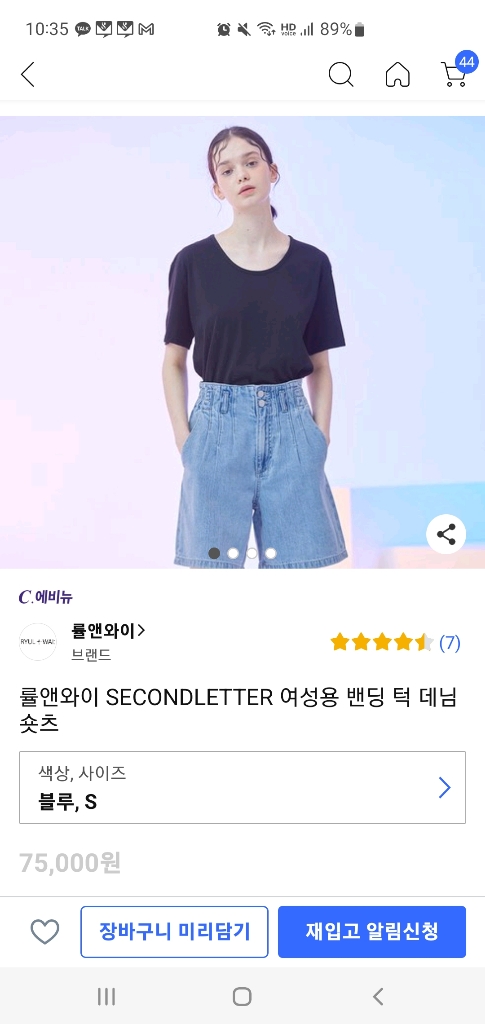 10:35
TALK
HD
voice
89%
44
C.에비뉴
률앤와이
브랜드
(7)
률앤와이 SECONDLETTER 여성용 밴딩 턱 데님
숏츠
색상, 사이즈
블루, S
75,000원
장바구니 미리담기
재입고 알림신청